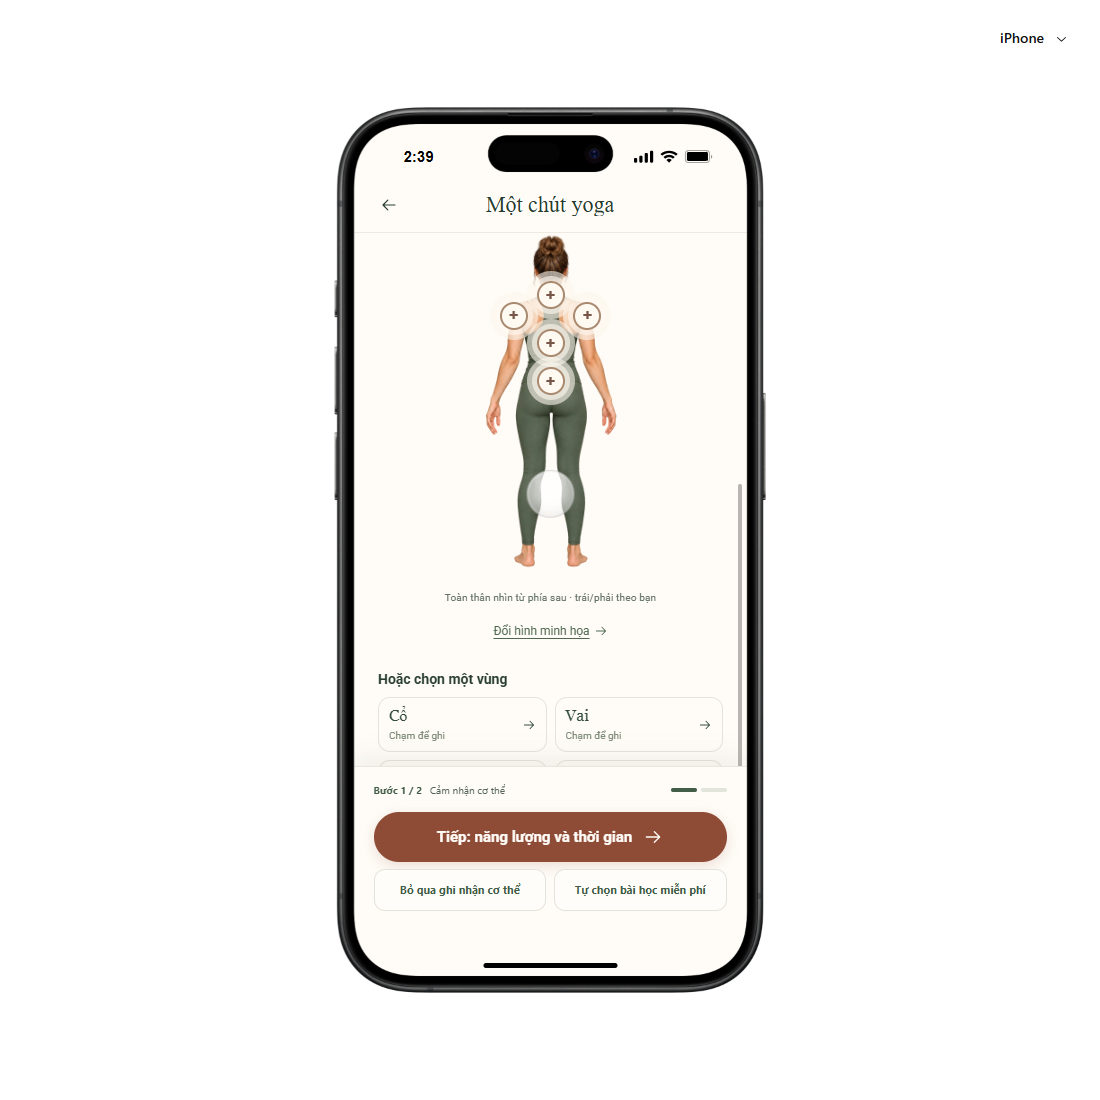 iPhone
2:39
Một chút yoga
Toàn thân nhìn từ phía sau · trái/phải theo bạn
Đổi hình minh họa
Hoặc chọn một vùng
Cổ
Chạm để ghi
Vai
Chạm để ghi
Bước 1 / 2 Cảm nhận cơ thể
Tiếp: năng lượng và thời gian
Bỏ qua ghi nhận cơ thể
Tự chọn bài học miễn phí